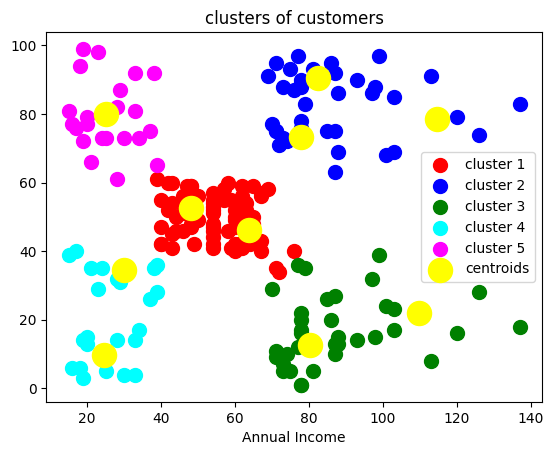 clusters of customers
100
80
60
40
20
0
cluster 1
cluster 2
cluster 3
cluster 4
cluster 5
centroids
20 40 60 80 100 120 140
Annual Income